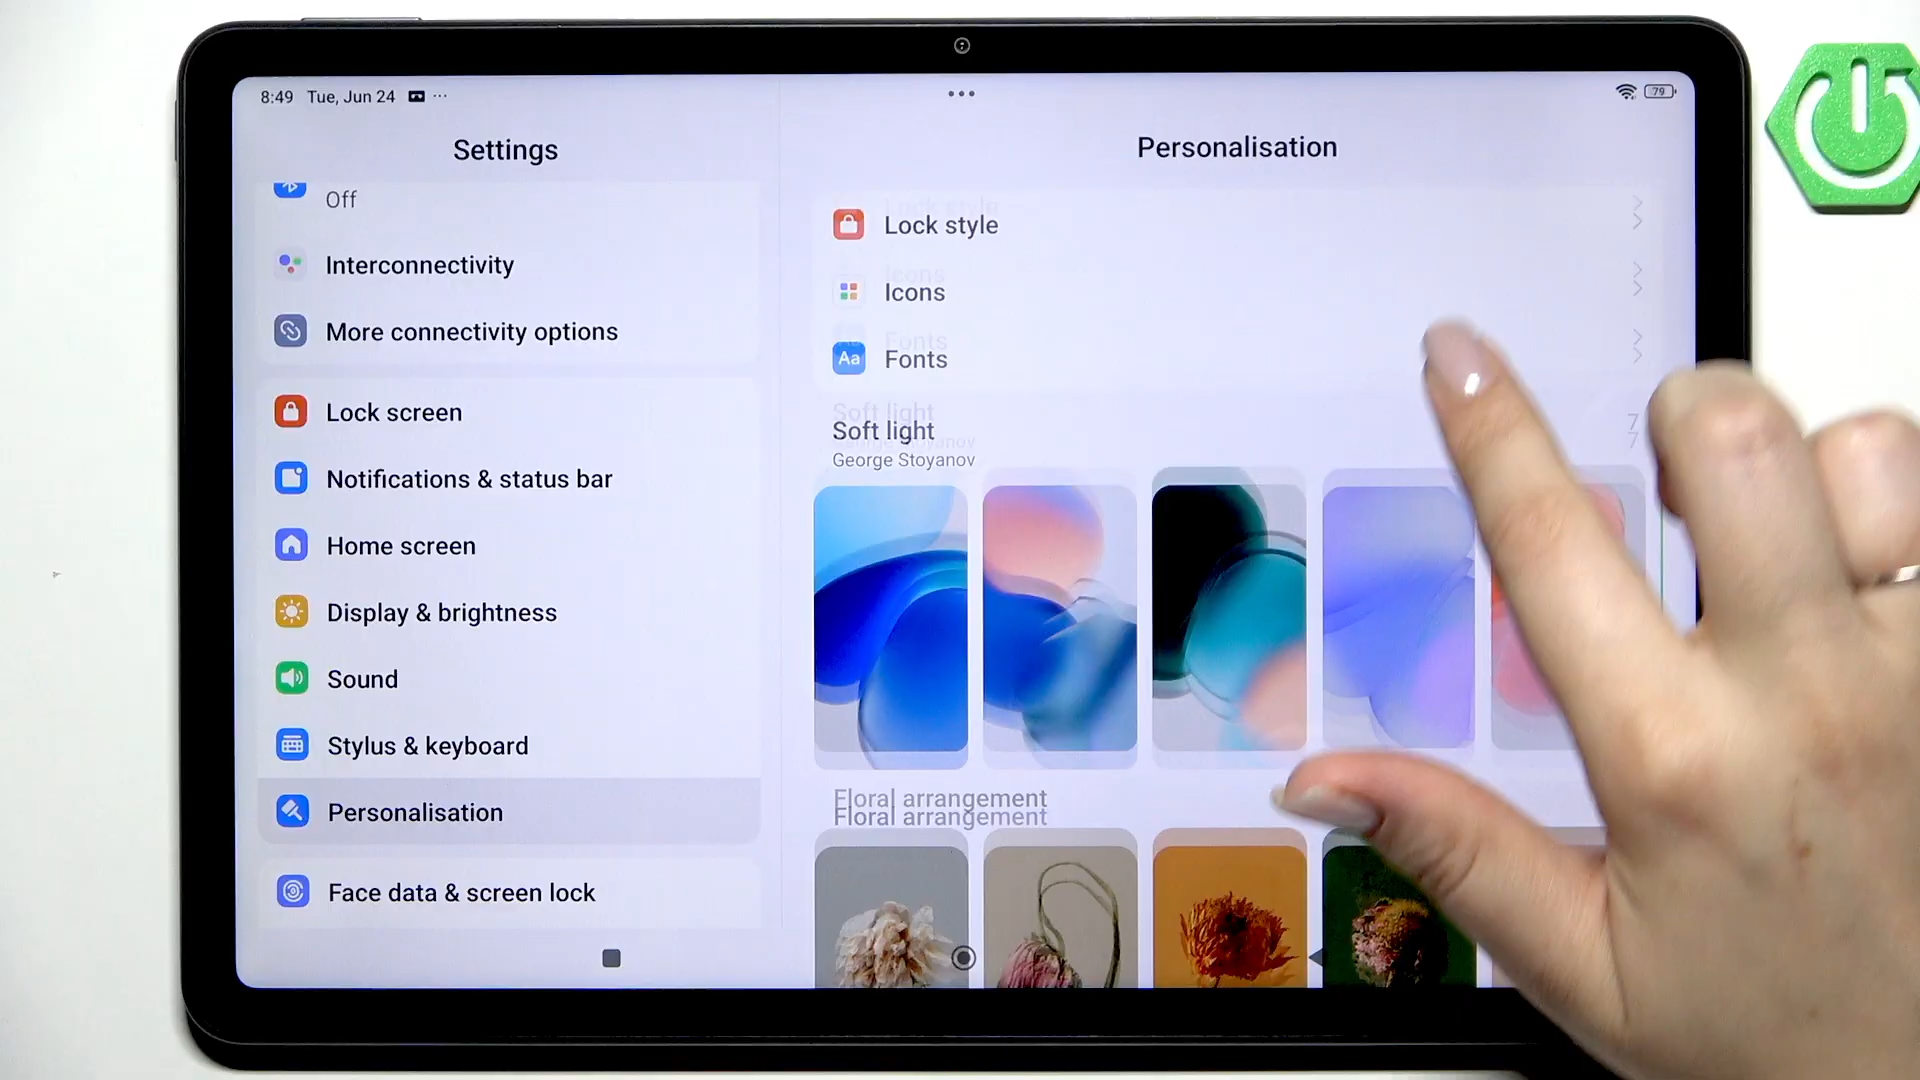 8:49 Tue, Jun 24 ...
79
Settings
Off
Interconnectivity
More connectivity options
Lock screen
Notifications & status bar
Home screen
Display & brightness
Sound
Stylus & keyboard
Personalisation
Face data & screen lock
Personalisation
Lock style
Icons
Aa Fonts
Soft light
7
George Stoyanov
Floral arrangement